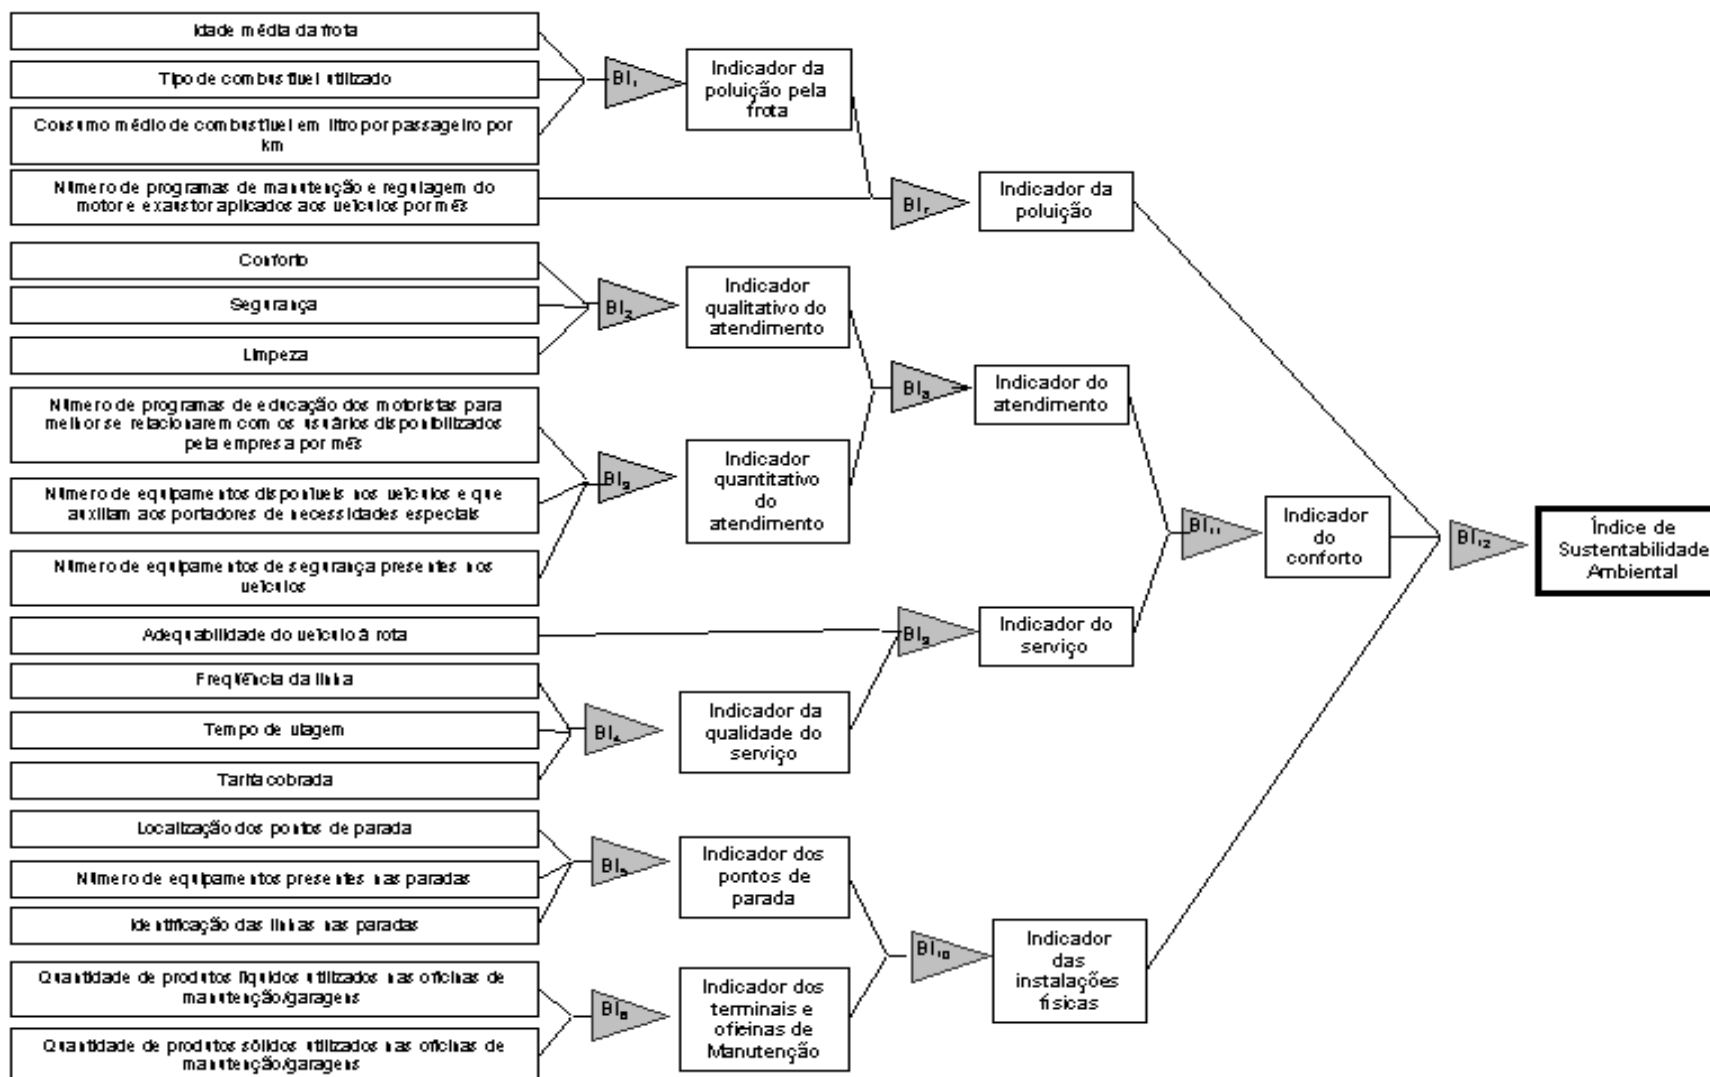 Idade média da frota
Tipo de combustível utilizado
Consumo médio de combustível em litro por passageiro por
km
Número de programas de manutenção e regulagem do
motor e exaustor aplicados aos veículos por mês
Conforto
Segurança
Limpeza
Número de programas de educação dos motoristas para
melhor se relacionarem com os usuários disponibilizados
pela empresa por mês
Número de equipamentos disponíveis nos veículos e que
auxiliam aos portadores de necessidades especiais
Número de equipamentos de segurança presentes nos
veículos
Adequabilidade do veículo à rota
Freqüência da linha
Tempo de viagem
Tarifa cobrada
Localização dos pontos de parada
Número de equipamentos presentes nas paradas
Identificação das linhas nas paradas
Quantidade de produtos líquidos utilizados nas oficinas de
manutenção/garagens
Quantidade de produtos sólidos utilizados nas oficinas de
manutenção/garagens
BI₁
BI₂
BI₃
BI₄
BI₅
BI₆
Indicador da
poluição pela
frota
Indicador
qualitativo do
atendimento
Indicador
quantitativo
do
atendimento
Indicador da
qualidade do
serviço
Indicador dos
pontos de
parada
Indicador dos
terminais e
oficinas de
Manutenção
BI₇
BI₈
BI₉
BI₁₀
Indicador da
poluição
Indicador do
atendimento
Indicador do
serviço
Indicador
das
instalações
físicas
BI₁₁
Indicador
do
conforto
BI₁₂
Índice de
Sustentabilidade
Ambiental